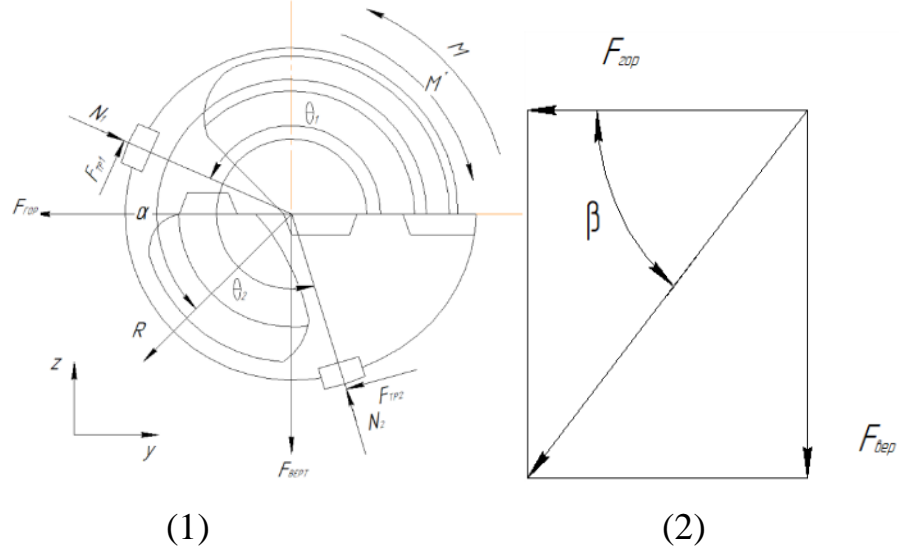 M
M'
N₁
Fтр1
θ₁
Fгор
α
θ₂
R
z
y
Fтр2
N₂
Fверт
Fгор
β
Fвер
(1)
(2)